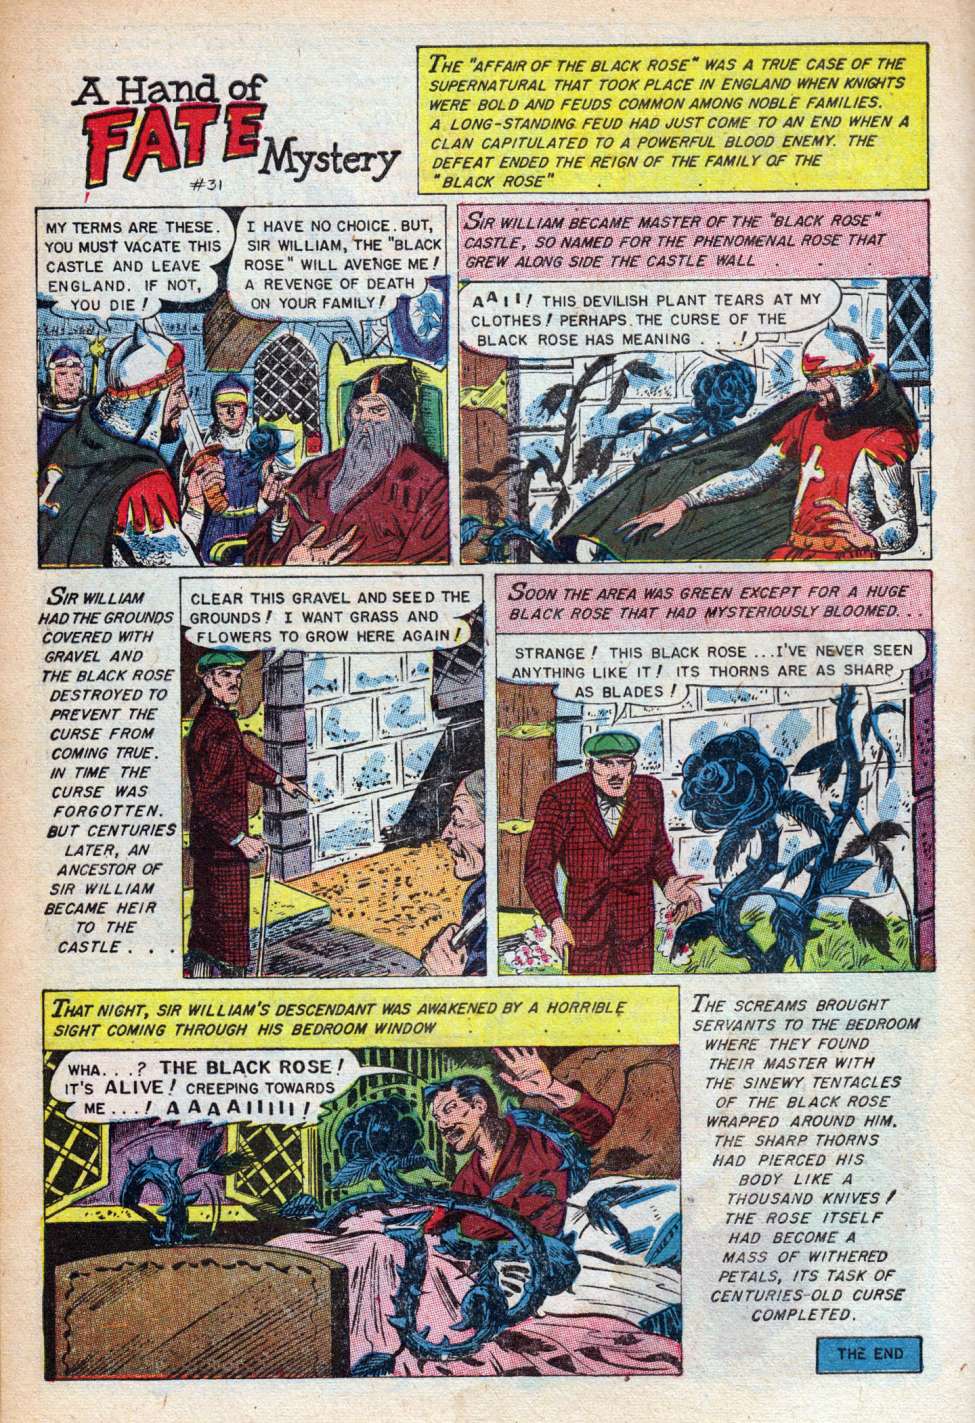 A Hand of
FATE
Mystery
#31
THE "AFFAIR OF THE BLACK ROSE" WAS A TRUE CASE OF THE
SUPERNATURAL THAT TOOK PLACE IN ENGLAND WHEN KNIGHTS
WERE BOLD AND FEUDS COMMON AMONG NOBLE FAMILIES.
A LONG-STANDING FEUD HAD JUST COME TO AN END WHEN A
CLAN CAPITULATED TO A POWERFUL BLOOD ENEMY. THE
DEFEAT ENDED THE REIGN OF THE FAMILY OF THE
"BLACK ROSE" . . .
MY TERMS ARE THESE.
YOU MUST VACATE THIS
CASTLE AND LEAVE
ENGLAND. IF NOT,
YOU DIE!
I HAVE NO CHOICE. BUT,
SIR WILLIAM, THE "BLACK
ROSE" WILL AVENGE ME!
A REVENGE OF DEATH
ON YOUR FAMILY!
SIR WILLIAM BECAME MASTER OF THE "BLACK ROSE"
CASTLE, SO NAMED FOR THE PHENOMENAL ROSE THAT
GREW ALONG SIDE THE CASTLE WALL . . .
AAII! THIS DEVILISH PLANT TEARS AT MY
CLOTHES! PERHAPS THE CURSE OF THE
BLACK ROSE HAS MEANING . . . !
SIR WILLIAM
HAD THE GROUNDS
COVERED WITH
GRAVEL AND
THE BLACK ROSE
DESTROYED TO
PREVENT THE
CURSE FROM
COMING TRUE.
IN TIME THE
CURSE WAS
FORGOTTEN.
BUT CENTURIES
LATER, AN
ANCESTOR OF
SIR WILLIAM
BECAME HEIR
TO THE
CASTLE . . .
CLEAR THIS GRAVEL AND SEED THE
GROUNDS! I WANT GRASS AND
FLOWERS TO GROW HERE AGAIN!
SOON THE AREA WAS GREEN EXCEPT FOR A HUGE
BLACK ROSE THAT HAD MYSTERIOUSLY BLOOMED. .
STRANGE! THIS BLACK ROSE ...I'VE NEVER SEEN
ANYTHING LIKE IT! ITS THORNS ARE AS SHARP
AS BLADES!
THAT NIGHT, SIR WILLIAM'S DESCENDANT WAS AWAKENED BY A HORRIBLE
SIGHT COMING THROUGH HIS BEDROOM WINDOW . . .
WHA...? THE BLACK ROSE!
IT'S ALIVE! CREEPING TOWARDS
ME...! AAAAIIIIII!
THE SCREAMS BROUGHT
SERVANTS TO THE BEDROOM
WHERE THEY FOUND
THEIR MASTER WITH
THE SINEWY TENTACLES
OF THE BLACK ROSE
WRAPPED AROUND HIM.
THE SHARP THORNS
HAD PIERCED HIS
BODY LIKE A
THOUSAND KNIVES!
THE ROSE ITSELF
HAD BECOME A
MASS OF WITHERED
PETALS, ITS TASK OF
CENTURIES-OLD CURSE
COMPLETED.
THE END